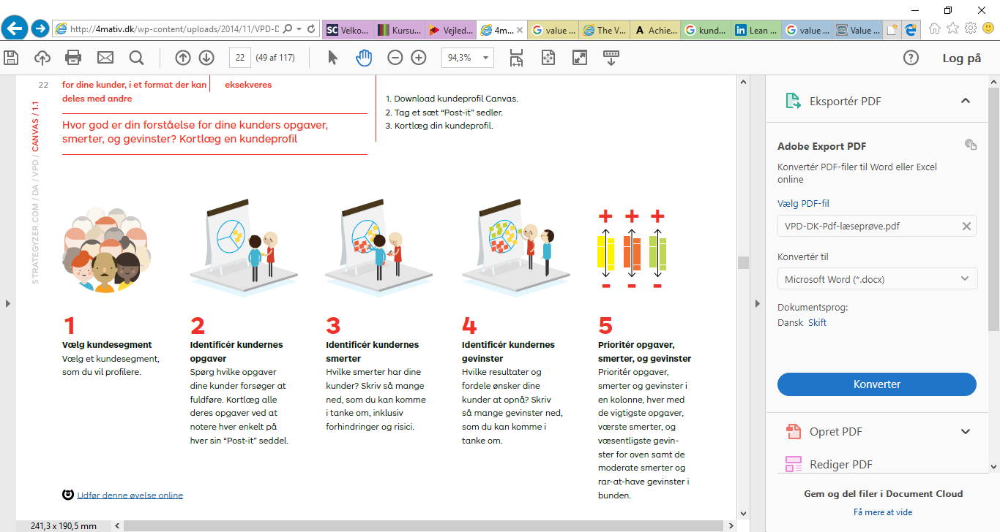 http://4mativ.dk/wp-content/uploads/2014/11/VPD-D
SC Velko...
Kursu...
Vejled...
4m...
G value ...
The V...
A Achie...
G kund...
in Lean ...
G value ...
Value ...
22
(49 af 117)
94,3%
Log på
22
for dine kunder, i et format der kan
deles med andre
eksekveres
1. Download kundeprofil Canvas.
2. Tag et sæt “Post-it” sedler.
3. Kortlæg din kundeprofil.
Hvor god er din forståelse for dine kunders opgaver,
smerter, og gevinster? Kortlæg en kundeprofil
STRATEGYZER.COM / DA / VPD / CANVAS / 1.1
+ + +
- - -
1
Vælg kundesegment
Vælg et kundesegment,
som du vil profilere.
2
Identificér kundernes
opgaver
Spørg hvilke opgaver
dine kunder forsøger at
fuldføre. Kortlæg alle
deres opgaver ved at
notere hver enkelt på
hver sin “Post-it” seddel.
3
Identificér kundernes
smerter
Hvilke smerter har dine
kunder? Skriv så mange
ned, som du kan komme
i tanke om, inklusiv
forhindringer og risici.
4
Identificér kundernes
gevinster
Hvilke resultater og
fordele ønsker dine
kunder at opnå? Skriv
så mange gevinster ned,
som du kan komme i
tanke om.
5
Prioritér opgaver,
smerter, og gevinster
Prioritér opgaver,
smerter og gevinster i
en kolonne, hver med
de vigtigste opgaver,
værste smerter, og
væsentligste gevin-
ster for oven samt de
moderate smerter og
rar-at-have gevinster i
bunden.
Udfør denne øvelse online
241,3 x 190,5 mm
Eksportér PDF
Adobe Export PDF
Konvertér PDF-filer til Word eller Excel
online
Vælg PDF-fil
VPD-DK-Pdf-læseprøve.pdf
Konvertér til
Microsoft Word (*.docx)
Dokumentsprog:
Dansk Skift
Konverter
Opret PDF
Rediger PDF
Gem og del filer i Document Cloud
Få mere at vide